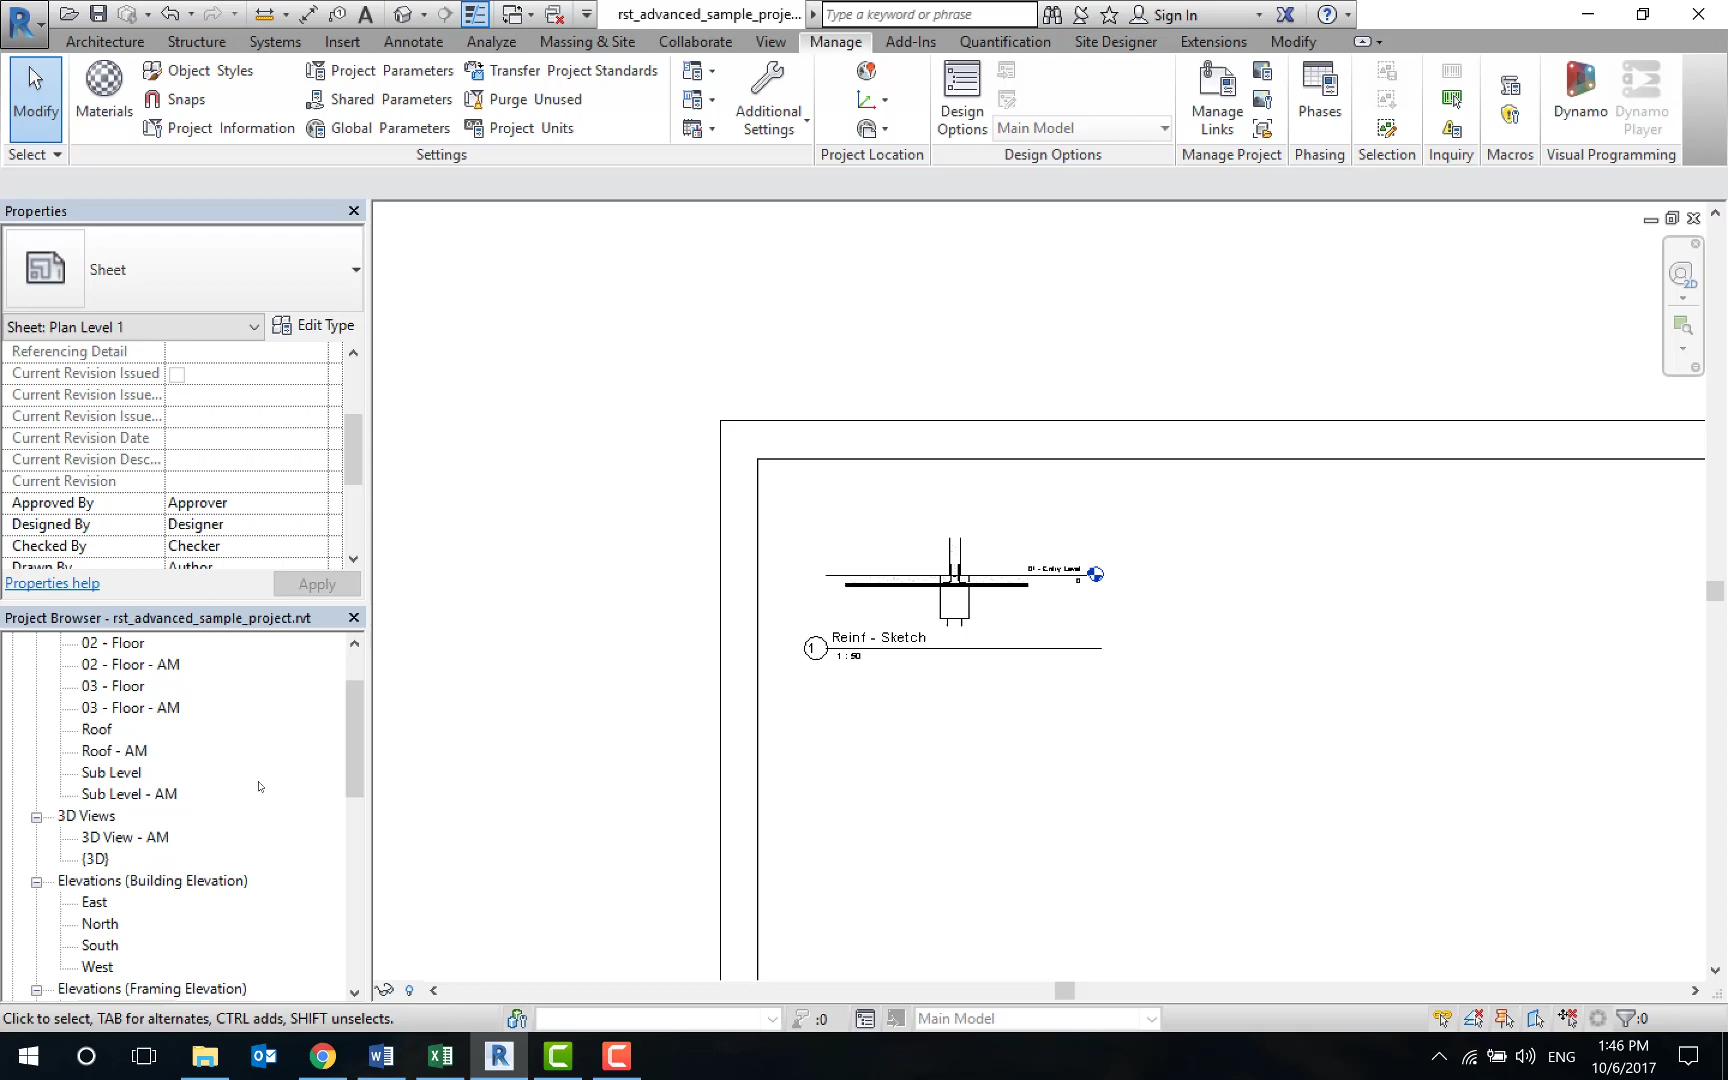 rst_advanced_sample_proje...
Type a keyword or phrase
Sign In
Architecture Structure Systems Insert Annotate Analyze Massing & Site Collaborate View Manage Add-Ins Quantification Site Designer Extensions Modify
Modify
Materials
Object Styles
Snaps
Project Information
Project Parameters
Shared Parameters
Global Parameters
Transfer Project Standards
Purge Unused
Project Units
Additional
Settings
Design
Options
Main Model
Manage
Links
Phases
Dynamo
Dynamo
Player
Select Settings Project Location Design Options Manage Project Phasing Selection Inquiry Macros Visual Programming
Properties
Sheet
Sheet: Plan Level 1
Edit Type
Referencing Detail
Current Revision Issued
Current Revision Issue...
Current Revision Issue...
Current Revision Date
Current Revision Desc...
Current Revision
Approved By Approver
Designed By Designer
Checked By Checker
Drawn By Author
Properties help
Apply
Project Browser - rst_advanced_sample_project.rvt
02 - Floor
02 - Floor - AM
03 - Floor
03 - Floor - AM
Roof
Roof - AM
Sub Level
Sub Level - AM
3D Views
3D View - AM
{3D}
Elevations (Building Elevation)
East
North
South
West
Elevations (Framing Elevation)
01 - Entry Level
0
1
Reinf - Sketch
1 : 50
2D
Click to select, TAB for alternates, CTRL adds, SHIFT unselects.
:0
Main Model
:0
ENG
1:46 PM
10/6/2017